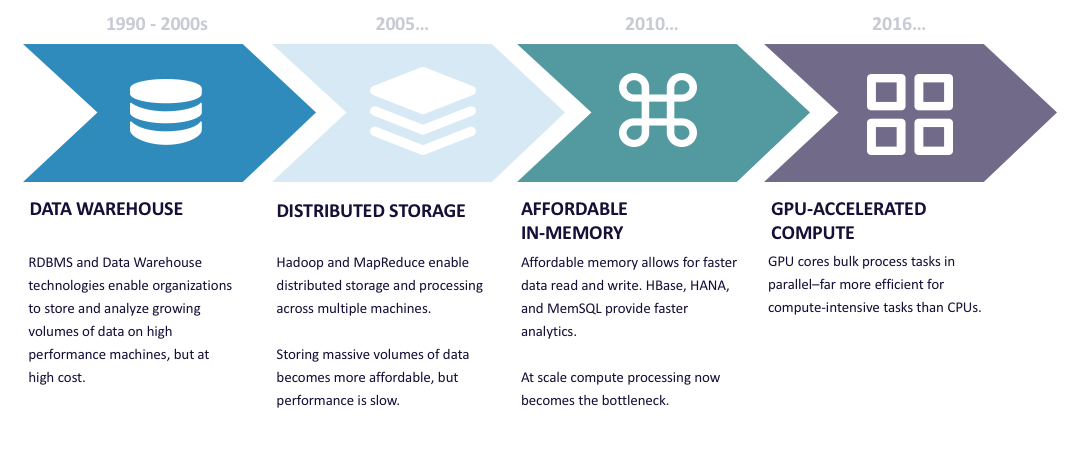 1990 - 2000s
2005...
2010...
2016...
DATA WAREHOUSE
RDBMS and Data Warehouse
technologies enable organizations
to store and analyze growing
volumes of data on high
performance machines, but at
high cost.
DISTRIBUTED STORAGE
Hadoop and MapReduce enable
distributed storage and processing
across multiple machines.
Storing massive volumes of data
becomes more affordable, but
performance is slow.
AFFORDABLE
IN-MEMORY
Affordable memory allows for faster
data read and write. HBase, HANA,
and MemSQL provide faster
analytics.
At scale compute processing now
becomes the bottleneck.
GPU-ACCELERATED
COMPUTE
GPU cores bulk process tasks in
parallel–far more efficient for
compute-intensive tasks than CPUs.